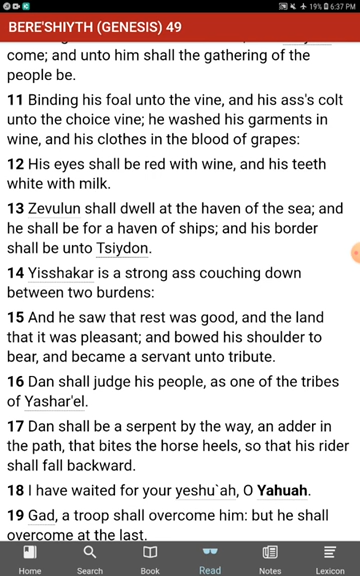 19% 6:37 PM
BERE'SHIYTH (GENESIS) 49
come; and unto him shall the gathering of the
people be.
11 Binding his foal unto the vine, and his ass's colt
unto the choice vine; he washed his garments in
wine, and his clothes in the blood of grapes:
12 His eyes shall be red with wine, and his teeth
white with milk.
13 Zevulun shall dwell at the haven of the sea; and
he shall be for a haven of ships; and his border
shall be unto Tsiydon.
14 Yisshakar is a strong ass couching down
between two burdens:
15 And he saw that rest was good, and the land
that it was pleasant; and bowed his shoulder to
bear, and became a servant unto tribute.
16 Dan shall judge his people, as one of the tribes
of Yashar'el.
17 Dan shall be a serpent by the way, an adder in
the path, that bites the horse heels, so that his rider
shall fall backward.
18 I have waited for your yeshu`ah, O Yahuah.
19 Gad, a troop shall overcome him: but he shall
overcome at the last.
Home Search Book Read Notes Lexicon